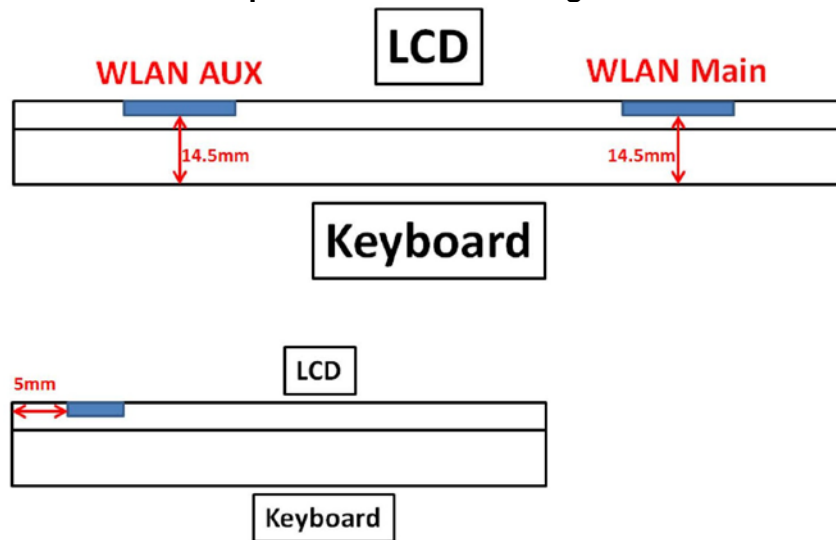 LCD
WLAN AUX
WLAN Main
14.5mm
14.5mm
Keyboard
LCD
5mm
Keyboard